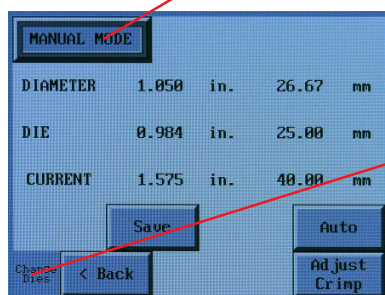 MANUAL MODE
DIAMETER 1.050 in. 26.67 mm
DIE 0.984 in. 25.00 mm
CURRENT 1.575 in. 40.00 mm
Save Auto
Change Dies < Back Adjust Crimp